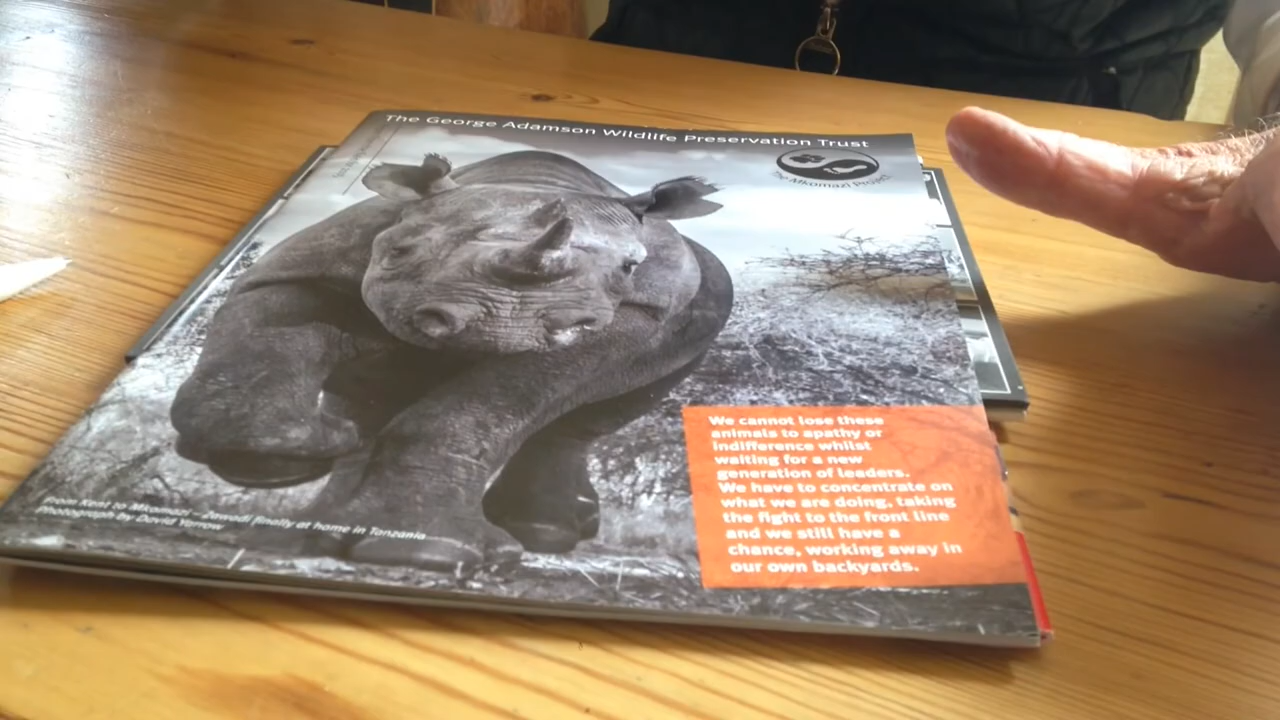 The George Adamson Wildlife Preservation Trust
The Mkomazi Project
We cannot lose these
animals to apathy or
indifference whilst
waiting for a new
generation of leaders.
We have to concentrate on
what we are doing, taking
the fight to the front line
and we still have a
chance, working away in
our own backyards.
From Kent to Mkomazi – Zawadi finally at home in Tanzania
Photograph by David Yarrow